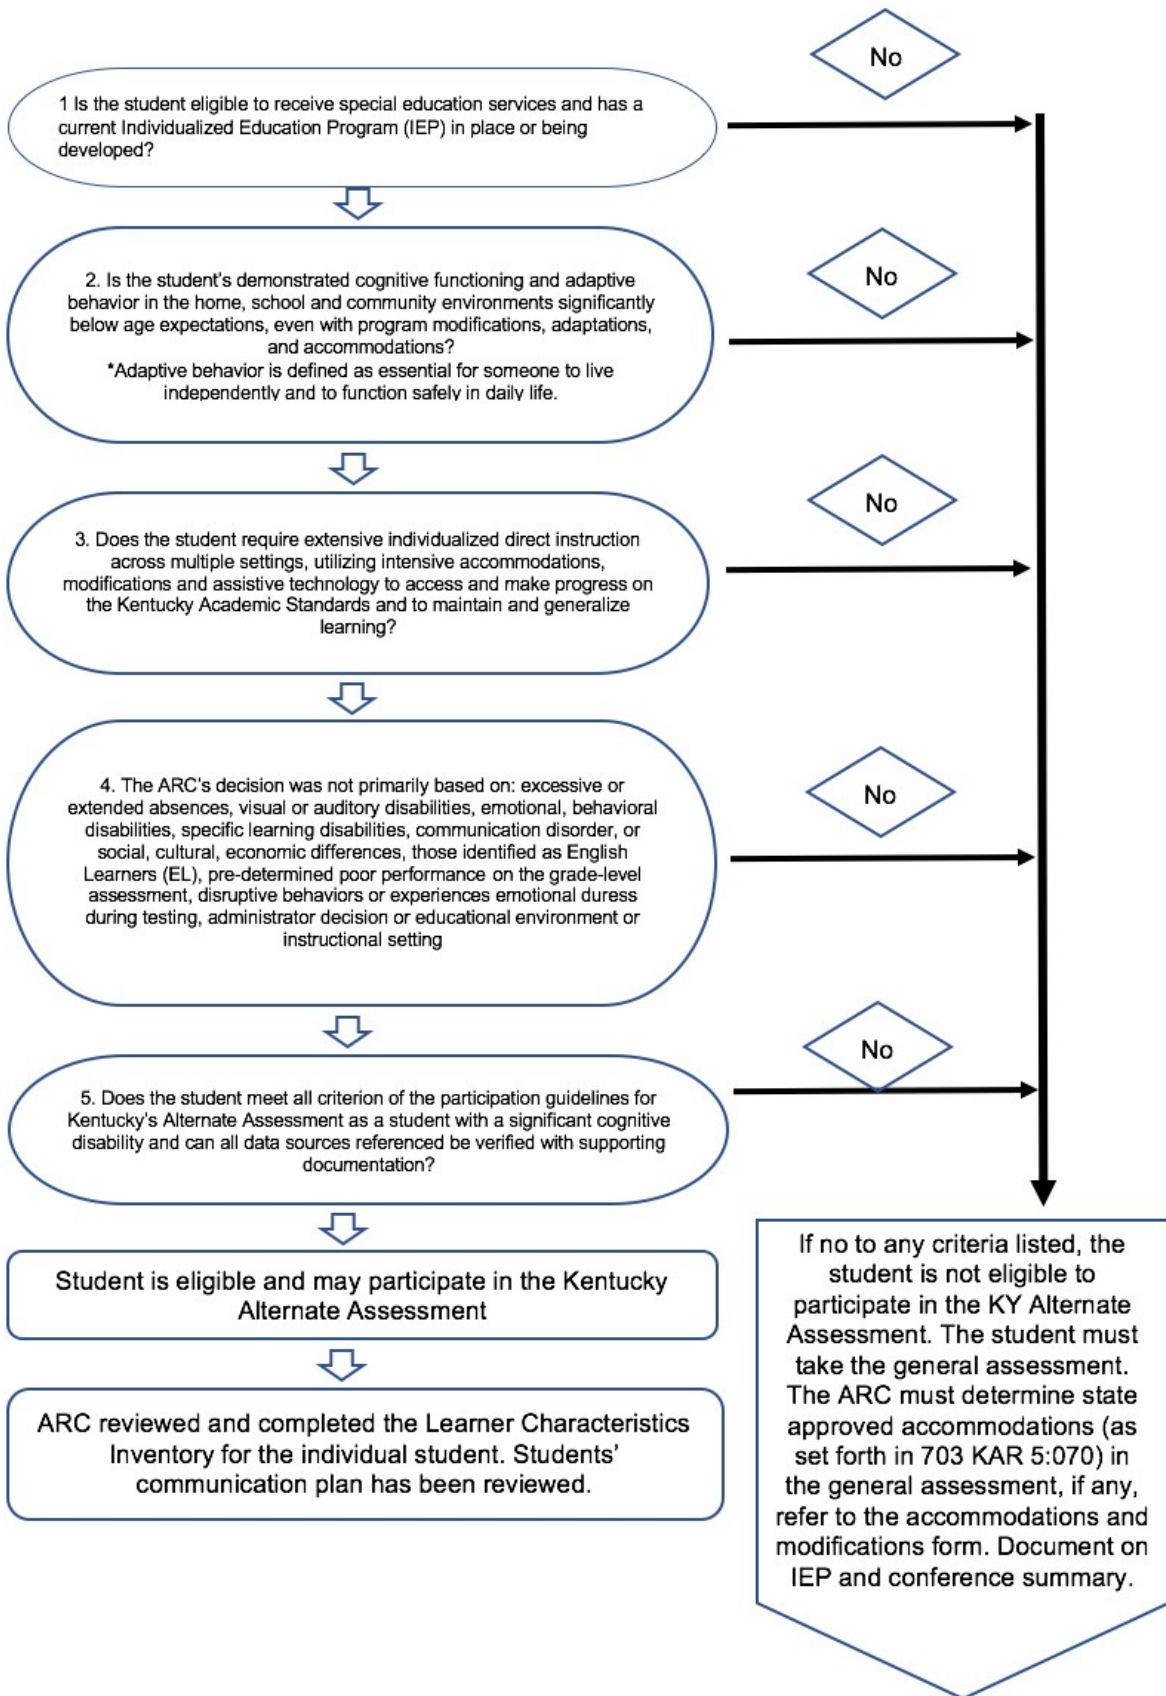 No
1 Is the student eligible to receive special education services and has a
current Individualized Education Program (IEP) in place or being
developed?
No
2. Is the student's demonstrated cognitive functioning and adaptive
behavior in the home, school and community environments significantly
below age expectations, even with program modifications, adaptations,
and accommodations?
*Adaptive behavior is defined as essential for someone to live
independently and to function safely in daily life.
No
3. Does the student require extensive individualized direct instruction
across multiple settings, utilizing intensive accommodations,
modifications and assistive technology to access and make progress on
the Kentucky Academic Standards and to maintain and generalize
learning?
No
4. The ARC's decision was not primarily based on: excessive or
extended absences, visual or auditory disabilities, emotional, behavioral
disabilities, specific learning disabilities, communication disorder, or
social, cultural, economic differences, those identified as English
Learners (EL), pre-determined poor performance on the grade-level
assessment, disruptive behaviors or experiences emotional duress
during testing, administrator decision or educational environment or
instructional setting
No
5. Does the student meet all criterion of the participation guidelines for
Kentucky's Alternate Assessment as a student with a significant cognitive
disability and can all data sources referenced be verified with supporting
documentation?
Student is eligible and may participate in the Kentucky
Alternate Assessment
ARC reviewed and completed the Learner Characteristics
Inventory for the individual student. Students'
communication plan has been reviewed.
If no to any criteria listed, the
student is not eligible to
participate in the KY Alternate
Assessment. The student must
take the general assessment.
The ARC must determine state
approved accommodations (as
set forth in 703 KAR 5:070) in
the general assessment, if any,
refer to the accommodations and
modifications form. Document on
IEP and conference summary.